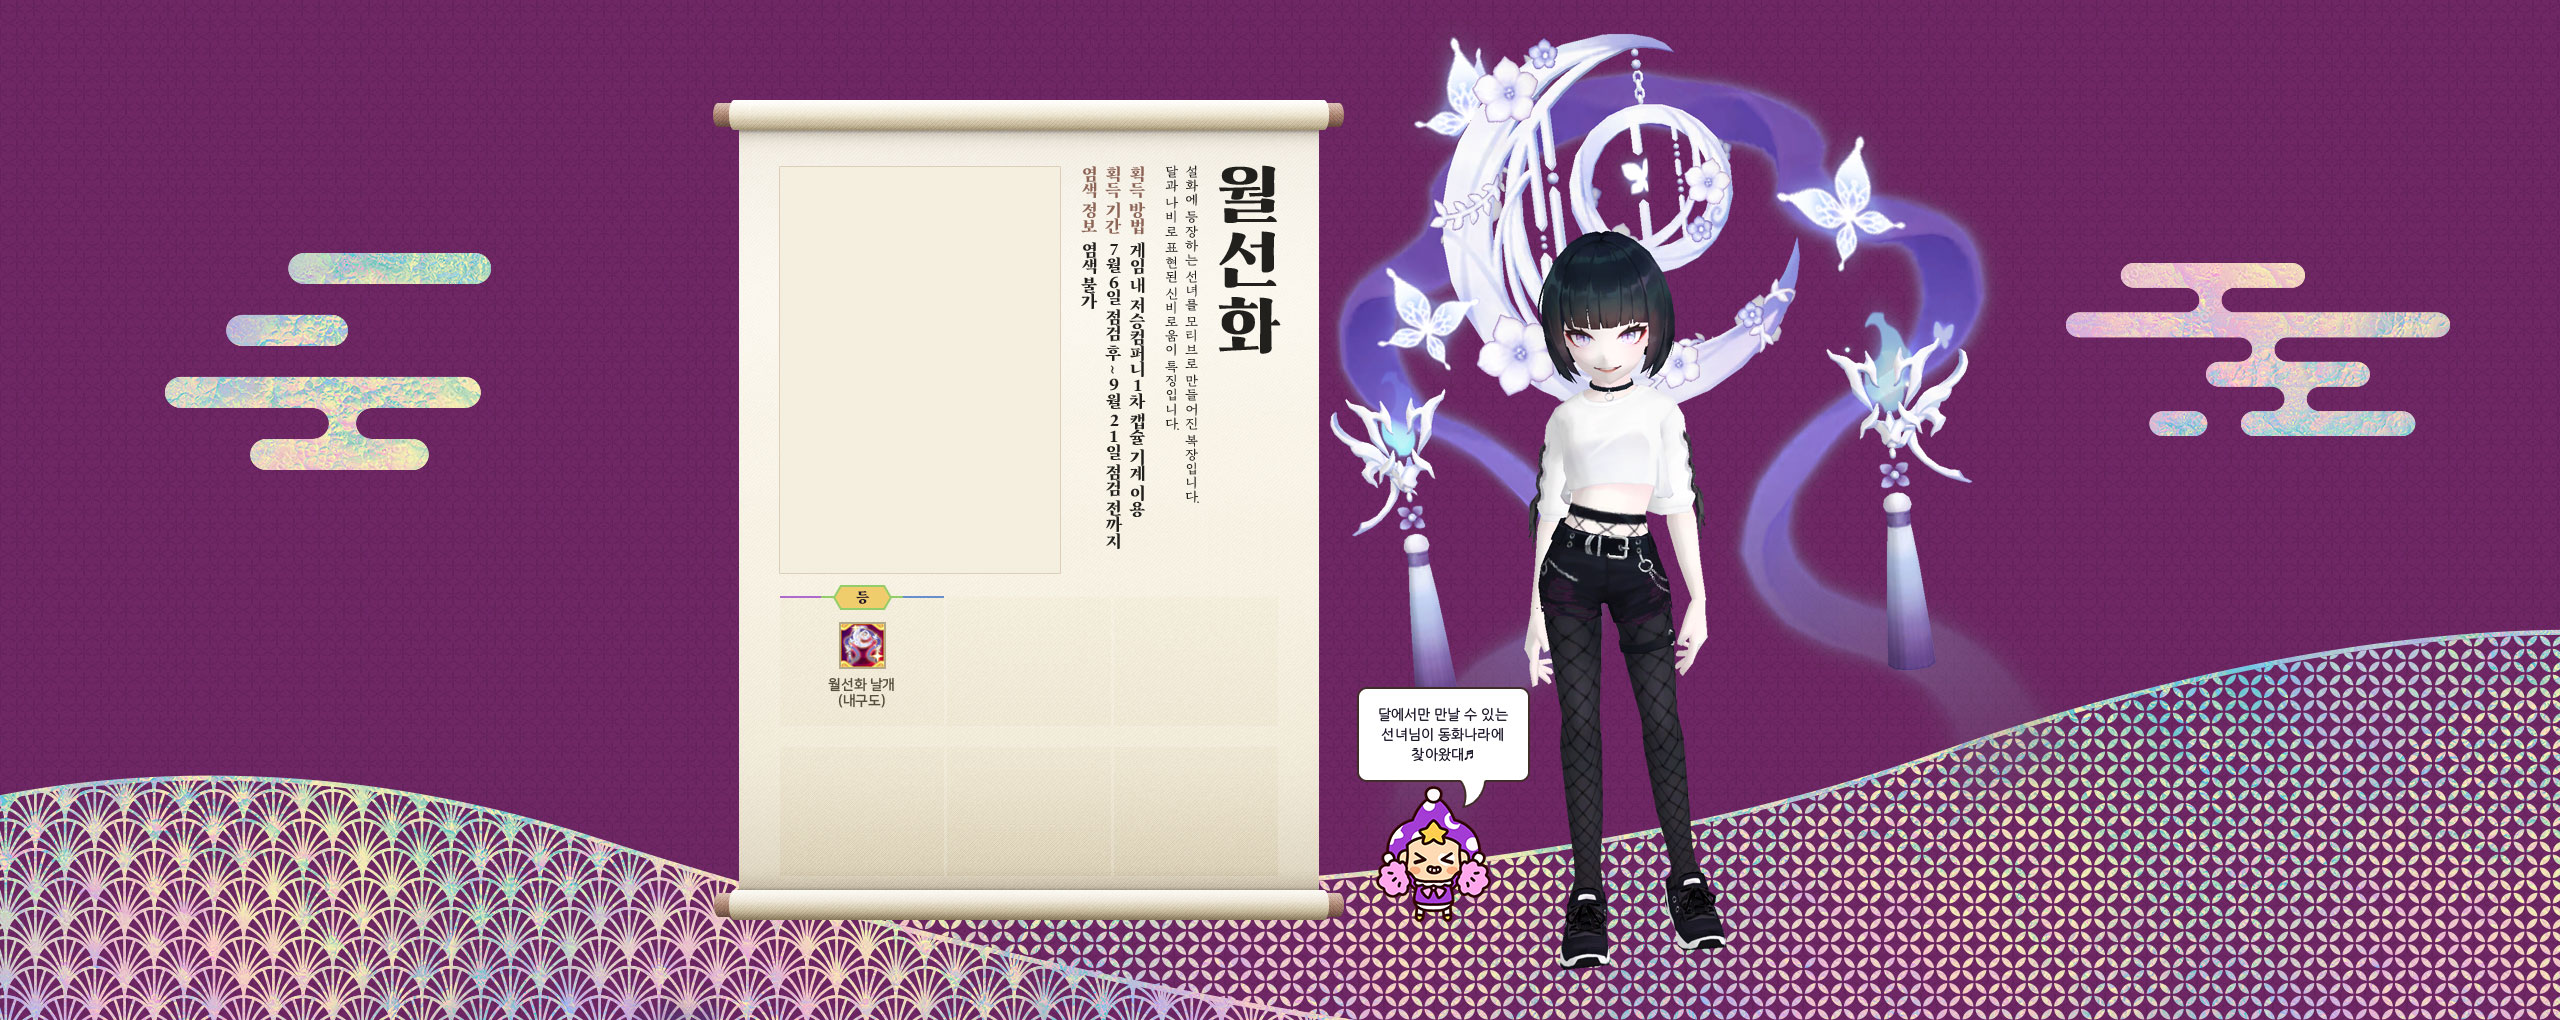 월선화
설화에 등장하는 선녀를 모티브로 만들어진 복장입니다.
달과 나비로 표현된 신비로움이 특징입니다.
획득 방법 게임 내 저승컴퍼니 1차 캡슐 기계 이용
획득 기간 7월 6일 점검 후 ~ 9월 21일 점검 전까지
염색 정보 염색 불가
등
월선화 날개
(내구도)
달에서만 만날 수 있는
선녀님이 동화나라에
찾아왔대♬